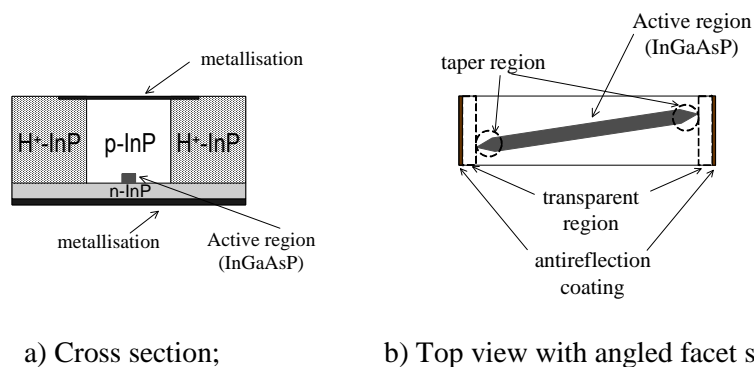 metallisation
H+-InP
p-InP
H+-InP
n-InP
metallisation
Active region
(InGaAsP)
a) Cross section;
Active region
(InGaAsP)
taper region
transparent
region
antireflection
coating
b) Top view with angled facet s